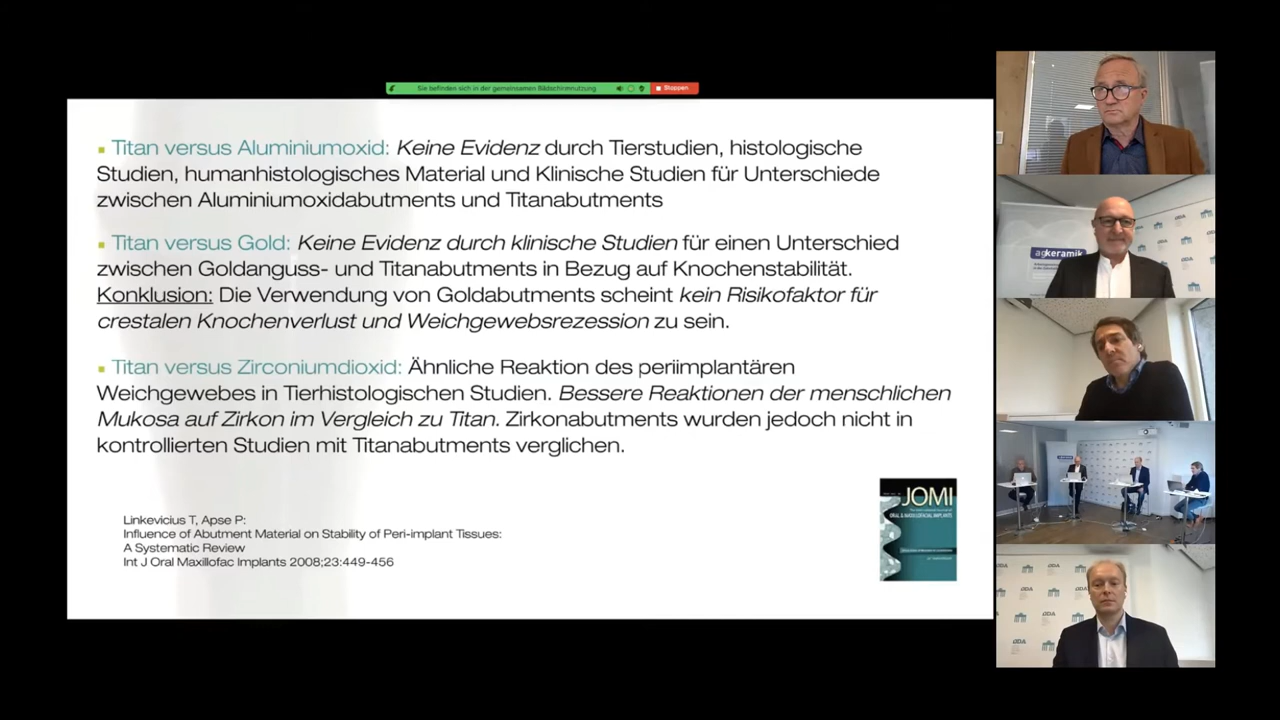 Sie befinden sich in der gemeinsamen Bildschirmnutzung
Stoppen
Titan versus Aluminiumoxid: Keine Evidenz durch Tierstudien, histologische
Studien, humanhistologisches Material und Klinische Studien für Unterschiede
zwischen Aluminiumoxidabutments und Titanabutments
Titan versus Gold: Keine Evidenz durch klinische Studien für einen Unterschied
zwischen Goldanguss- und Titanabutments in Bezug auf Knochenstabilität.
Konklusion: Die Verwendung von Goldabutments scheint kein Risikofaktor für
crestalen Knochenverlust und Weichgewebsrezession zu sein.
Titan versus Zirconiumdioxid: Ähnliche Reaktion des periimplantären
Weichgewebes in Tierhistologischen Studien. Bessere Reaktionen der menschlichen
Mukosa auf Zirkon im Vergleich zu Titan. Zirkonabutments wurden jedoch nicht in
kontrollierten Studien mit Titanabutments verglichen.
Linkevicius T, Apse P:
Influence of Abutment Material on Stability of Peri-implant Tissues:
A Systematic Review
Int J Oral Maxillofac Implants 2008;23:449-456
JOMI
ORAL & MAXILLOFACIAL IMPLANTS
agkeramik
ODA
ODA
ODA
ODA